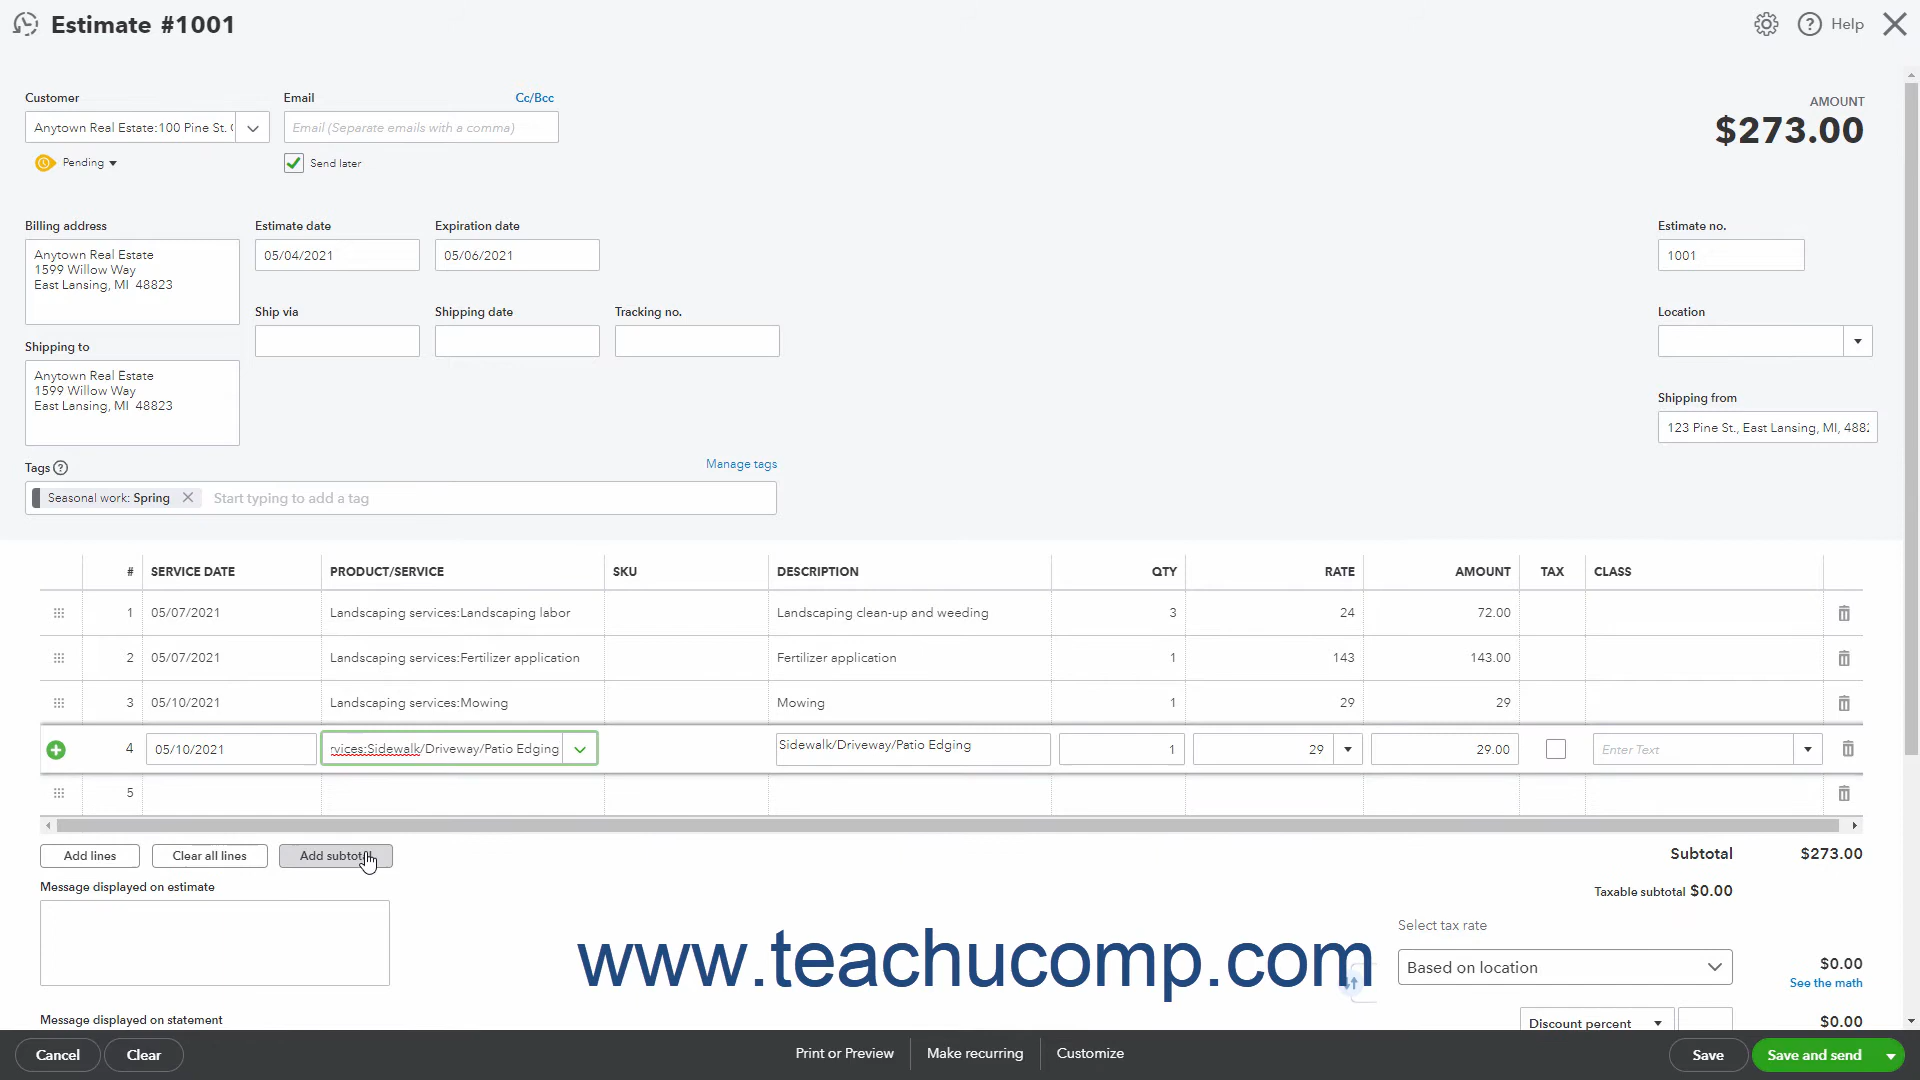 Estimate #1001
Help
Customer
Email
Cc/Bcc
AMOUNT
Anytown Real Estate:100 Pine St.
Email (Separate emails with a comma)
$273.00
Pending
Send later
Billing address
Estimate date
Expiration date
Estimate no.
Anytown Real Estate
1599 Willow Way
East Lansing, MI 48823
05/04/2021
05/06/2021
1001
Ship via
Shipping date
Tracking no.
Location
Shipping to
Anytown Real Estate
1599 Willow Way
East Lansing, MI 48823
Shipping from
123 Pine St., East Lansing, MI, 4882
Tags
Manage tags
Seasonal work: Spring
Start typing to add a tag
# SERVICE DATE PRODUCT/SERVICE SKU DESCRIPTION QTY RATE AMOUNT TAX CLASS
1 05/07/2021 Landscaping services:Landscaping labor Landscaping clean-up and weeding 3 24 72.00
2 05/07/2021 Landscaping services:Fertilizer application Fertilizer application 1 143 143.00
3 05/10/2021 Landscaping services:Mowing Mowing 1 29 29
4 05/10/2021 rvices:Sidewalk/Driveway/Patio Edging Sidewalk/Driveway/Patio Edging 1 29 29.00 Enter Text
5
Add lines
Clear all lines
Add subtotal
Subtotal $273.00
Message displayed on estimate
Taxable subtotal $0.00
Select tax rate
www.teachucomp.com
Based on location
$0.00
See the math
Message displayed on statement
Discount percent
$0.00
Cancel
Clear
Print or Preview
Make recurring
Customize
Save
Save and send